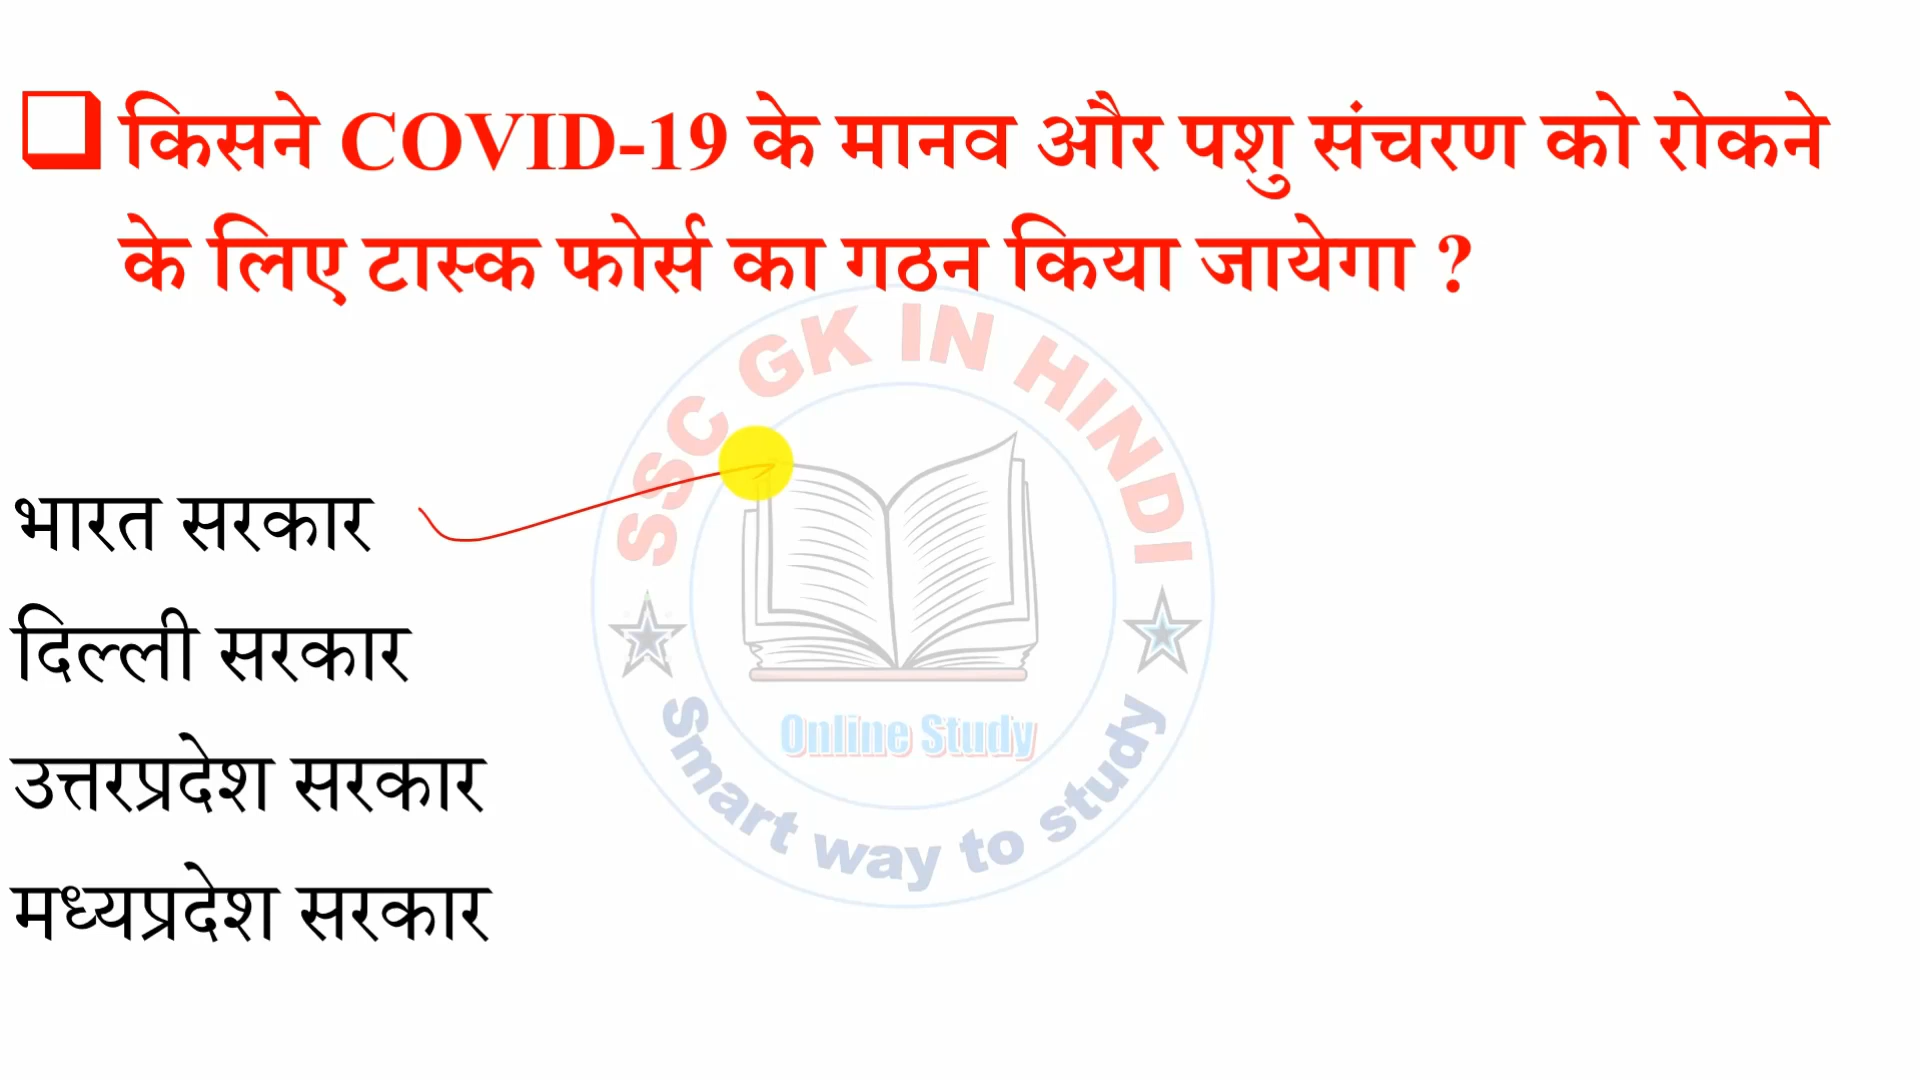 किसने COVID-19 के मानव और पशु संचरण को रोकने
के लिए टास्क फोर्स का गठन किया जायेगा ?
SSC GK IN HINDI
भारत सरकार
दिल्ली सरकार
Online Study
उत्तरप्रदेश सरकार
Smart way to study
मध्यप्रदेश सरकार